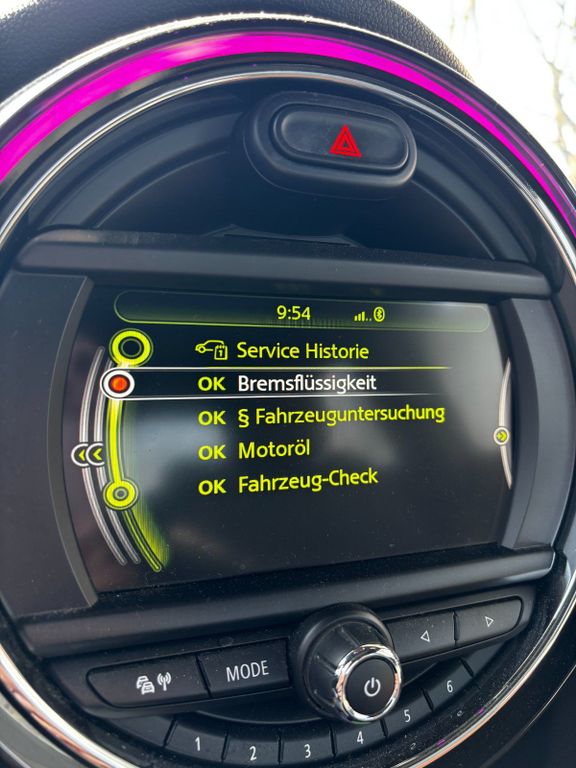 9:54
Service Historie
OK Bremsflüssigkeit
OK § Fahrzeuguntersuchung
OK Motoröl
OK Fahrzeug-Check
MODE
1 2 3 4 5 6